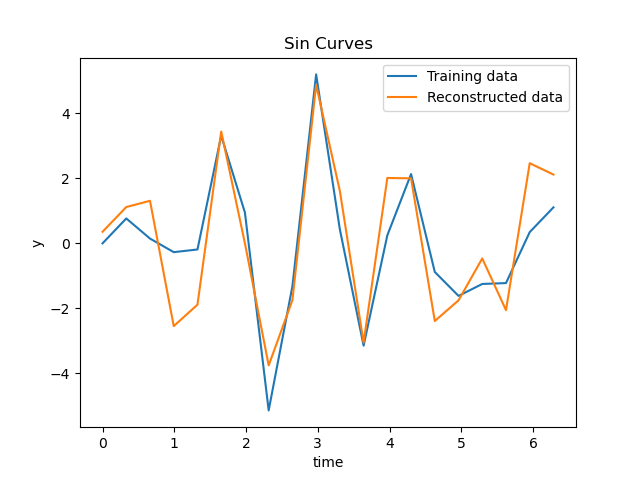 Sin Curves
Training data
Reconstructed data
y
4
2
0
−2
−4
0 1 2 3 4 5 6
time